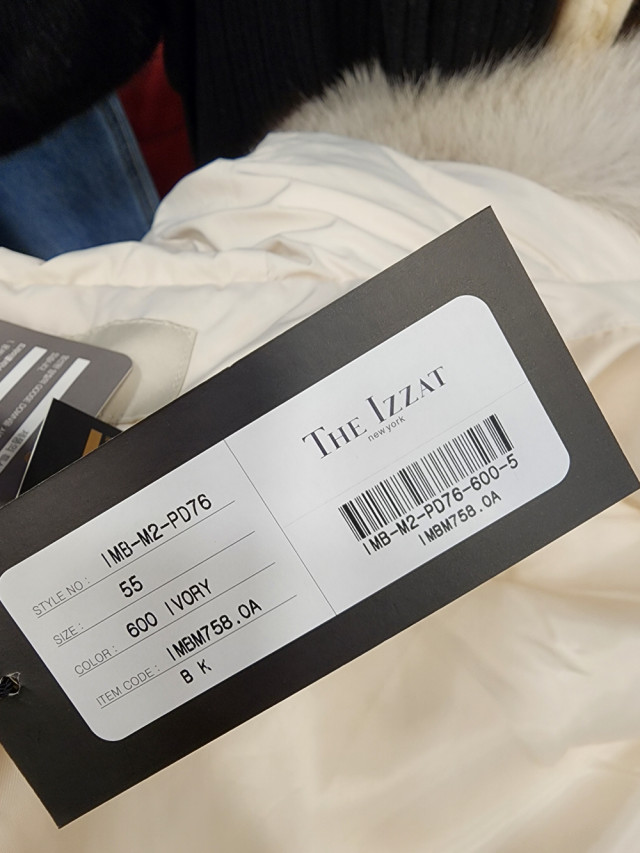 STYLE NO : IMB-M2-PD76
SIZE : 55
COLOR : 600 IVORY
ITEM CODE : IMBM758.0A
B K
THE IZZAT
new york
IMB-M2-PD76-600-5
IMBM758.0A